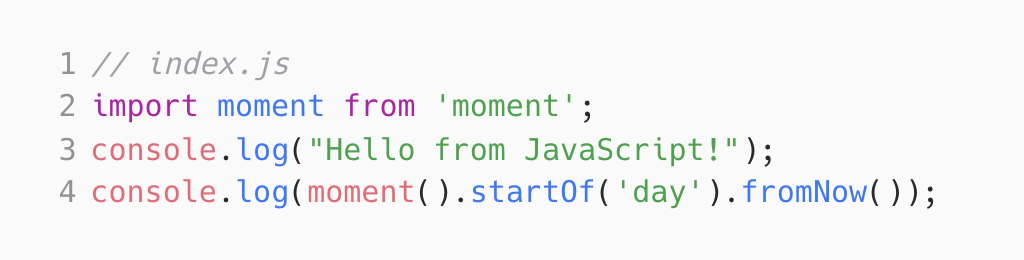 1 // index.js
2 import moment from 'moment';
3 console.log("Hello from JavaScript!");
4 console.log(moment().startOf('day').fromNow());